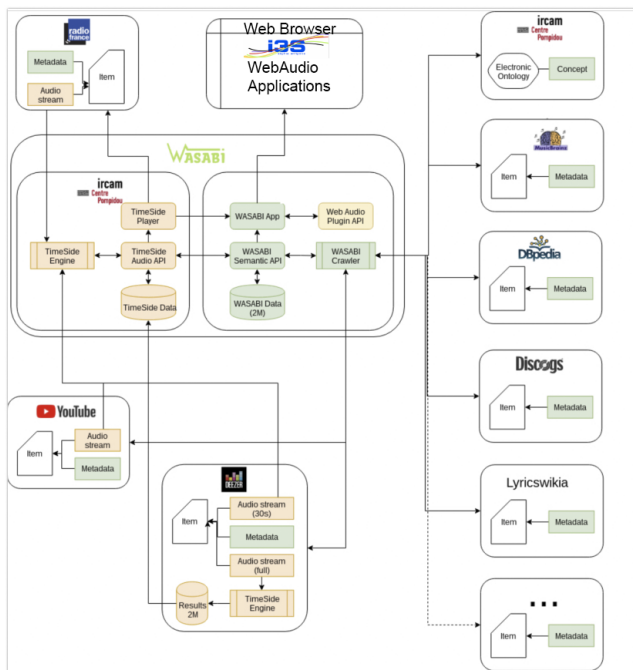 radio
france
Metadata
Audio
stream
Item
Web Browser
i3S
WebAudio
Applications
WASABI
ircam
Centre
Pompidou
TimeSide
Player
TimeSide
Engine
TimeSide
Audio API
TimeSide Data
WASABI App
Web Audio
Plugin API
WASABI
Semantic API
WASABI
Crawler
WASABI Data
(2M)
YouTube
Item
Audio
stream
Metadata
DEEZER
Item
Audio stream
(30s)
Metadata
Audio stream
(full)
Results
2M
TimeSide
Engine
ircam
Centre
Pompidou
Electronic
Ontology
Concept
MusicBrainz
Item
Metadata
DBpedia
Item
Metadata
Discogs
Item
Metadata
Lyricswikia
Item
Metadata
...
Item
Metadata